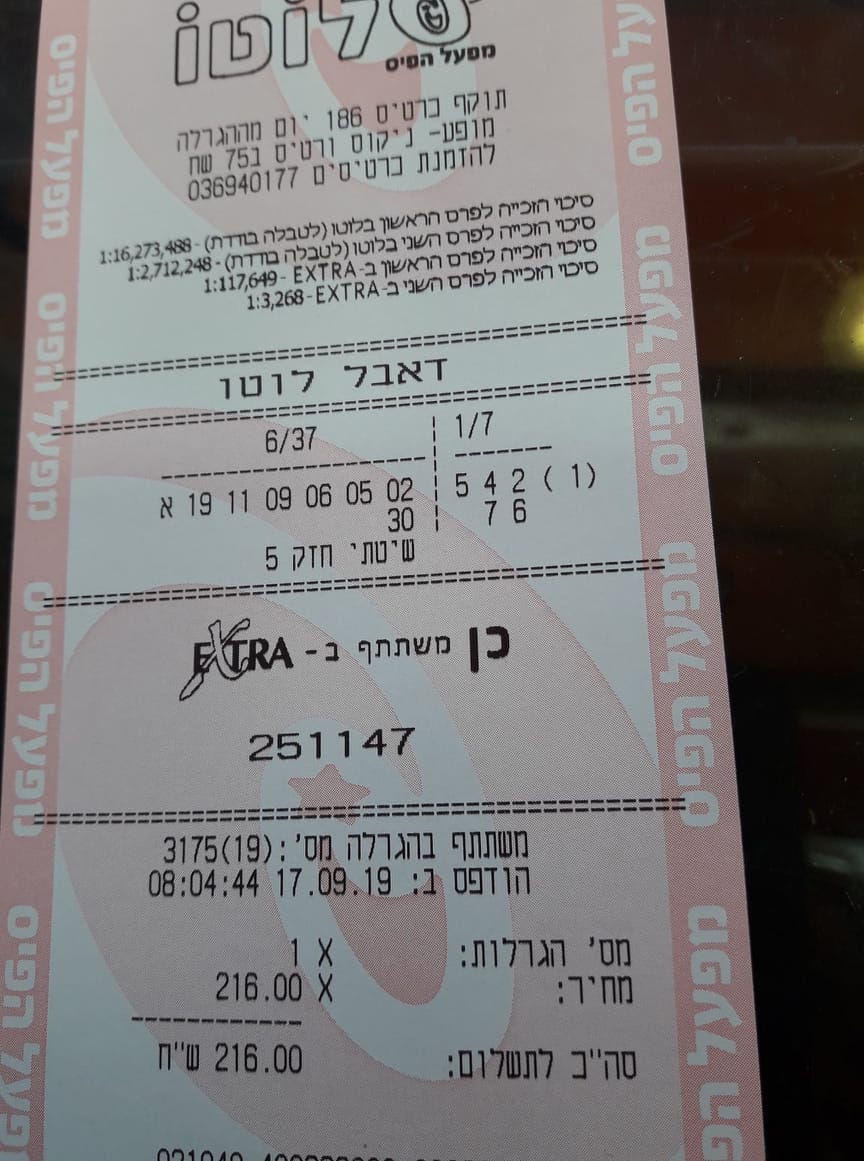 לוטו
מפעל הפיס
תוקף כרטיס 186 יום מההגרלה
מופע- ניקוס ורטיס ב75 שח
להזמנת כרטיסים 036940177
סיכוי הזכייה לפרס הראשון בלוטו (לטבלה בודדת) - 1:16,273,488
סיכוי הזכייה לפרס השני בלוטו (לטבלה בודדת) - 1:2,712,248
סיכוי הזכייה לפרס הראשון ב-EXTRA - 1:117,649
סיכוי הזכייה לפרס השני ב-EXTRA - 1:3,268
דאבל לוטו
6/37 1/7
א 19 11 09 06 05 02 5 4 2 (1)
30 7 6
שיטתי חזק 5
כן משתתף ב - EXTRA
251147
משתתף בהגרלה מס': 3175(19)
הודפס ב: 17.09.19 08:04:44
מס' הגרלות: X 1
מחיר: X 216.00
סה"כ לתשלום: 216.00 ש"ח
מפעל הפיס
מפעל הפיס
מפעל הפיס
מפעל הפיס
מפעל הפיס
מפעל הפיס
מפעל הפיס